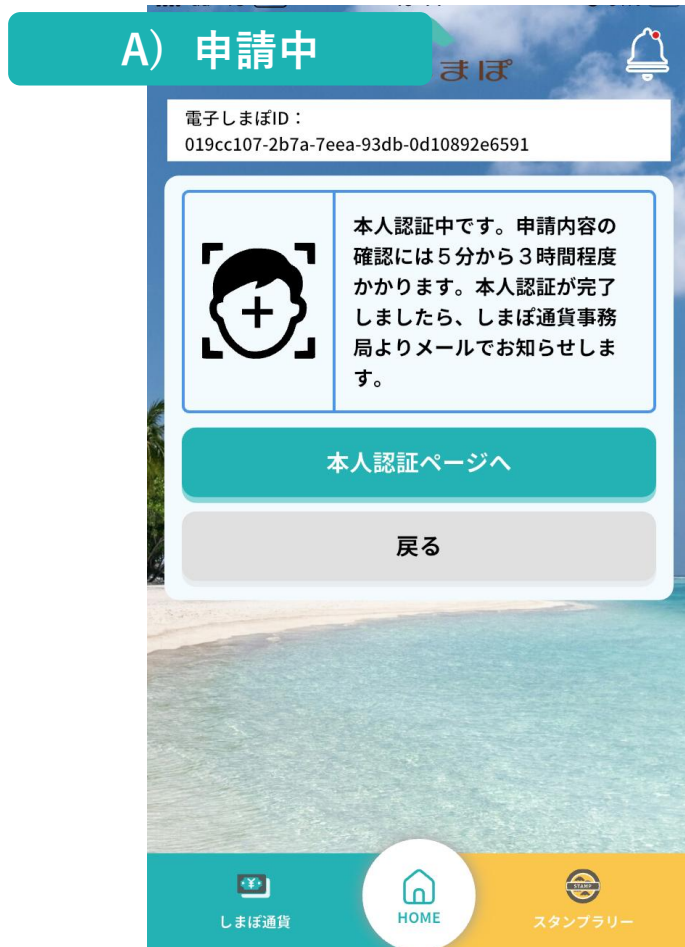 A) 申請中
まぽ
電子しまぽID：
019cc107-2b7a-7eea-93db-0d10892e6591
本人認証中です。申請内容の
確認には５分から３時間程度
かかります。本人認証が完了
しましたら、しまぽ通貨事務
局よりメールでお知らせしま
す。
本人認証ページへ
戻る
しまぽ通貨
HOME
STAMP
スタンプラリー